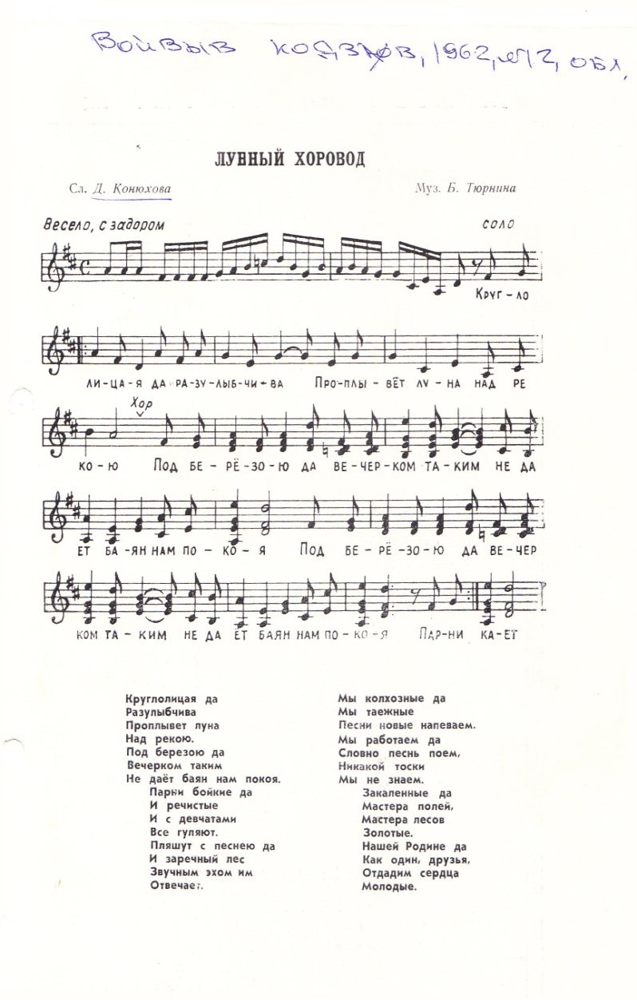 Войвыв кодзув, 1962, №12, обл.
ЛУННЫЙ ХОРОВОД
Сл. Д. Конюхова Муз. Б. Тюрнина
Весело, с задором соло
Круг-ло
ли-ца-я да ра-зу-лыб-чи-ва Про-плы-вёт лу-на над ре
Хор
ко-ю Под бе-рё-зо-ю да ве-чер-ком та-ким не да
ет ба-ян нам по-ко-я Под бе-рё-зо-ю да ве-чер
ком та-ким не да ёт баян нам по-ко-я Пар-ни ка-ет
Круглолицая да
Разулыбчива
Проплывет луна
Над рекою.
Под березою да
Вечерком таким
Не даёт баян нам покоя.
Парни бойкие да
И речистые
И с девчатами
Все гуляют.
Пляшут с песнею да
И заречный лес
Звучным эхом им
Отвечает.
Мы колхозные да
Мы таежные
Песни новые напеваем.
Мы работаем да
Словно песнь поем,
Никакой тоски
Мы не знаем.
Закаленные да
Мастера полей,
Мастера лесов
Золотые.
Нашей Родине да
Как один, друзья,
Отдадим сердца
Молодые.